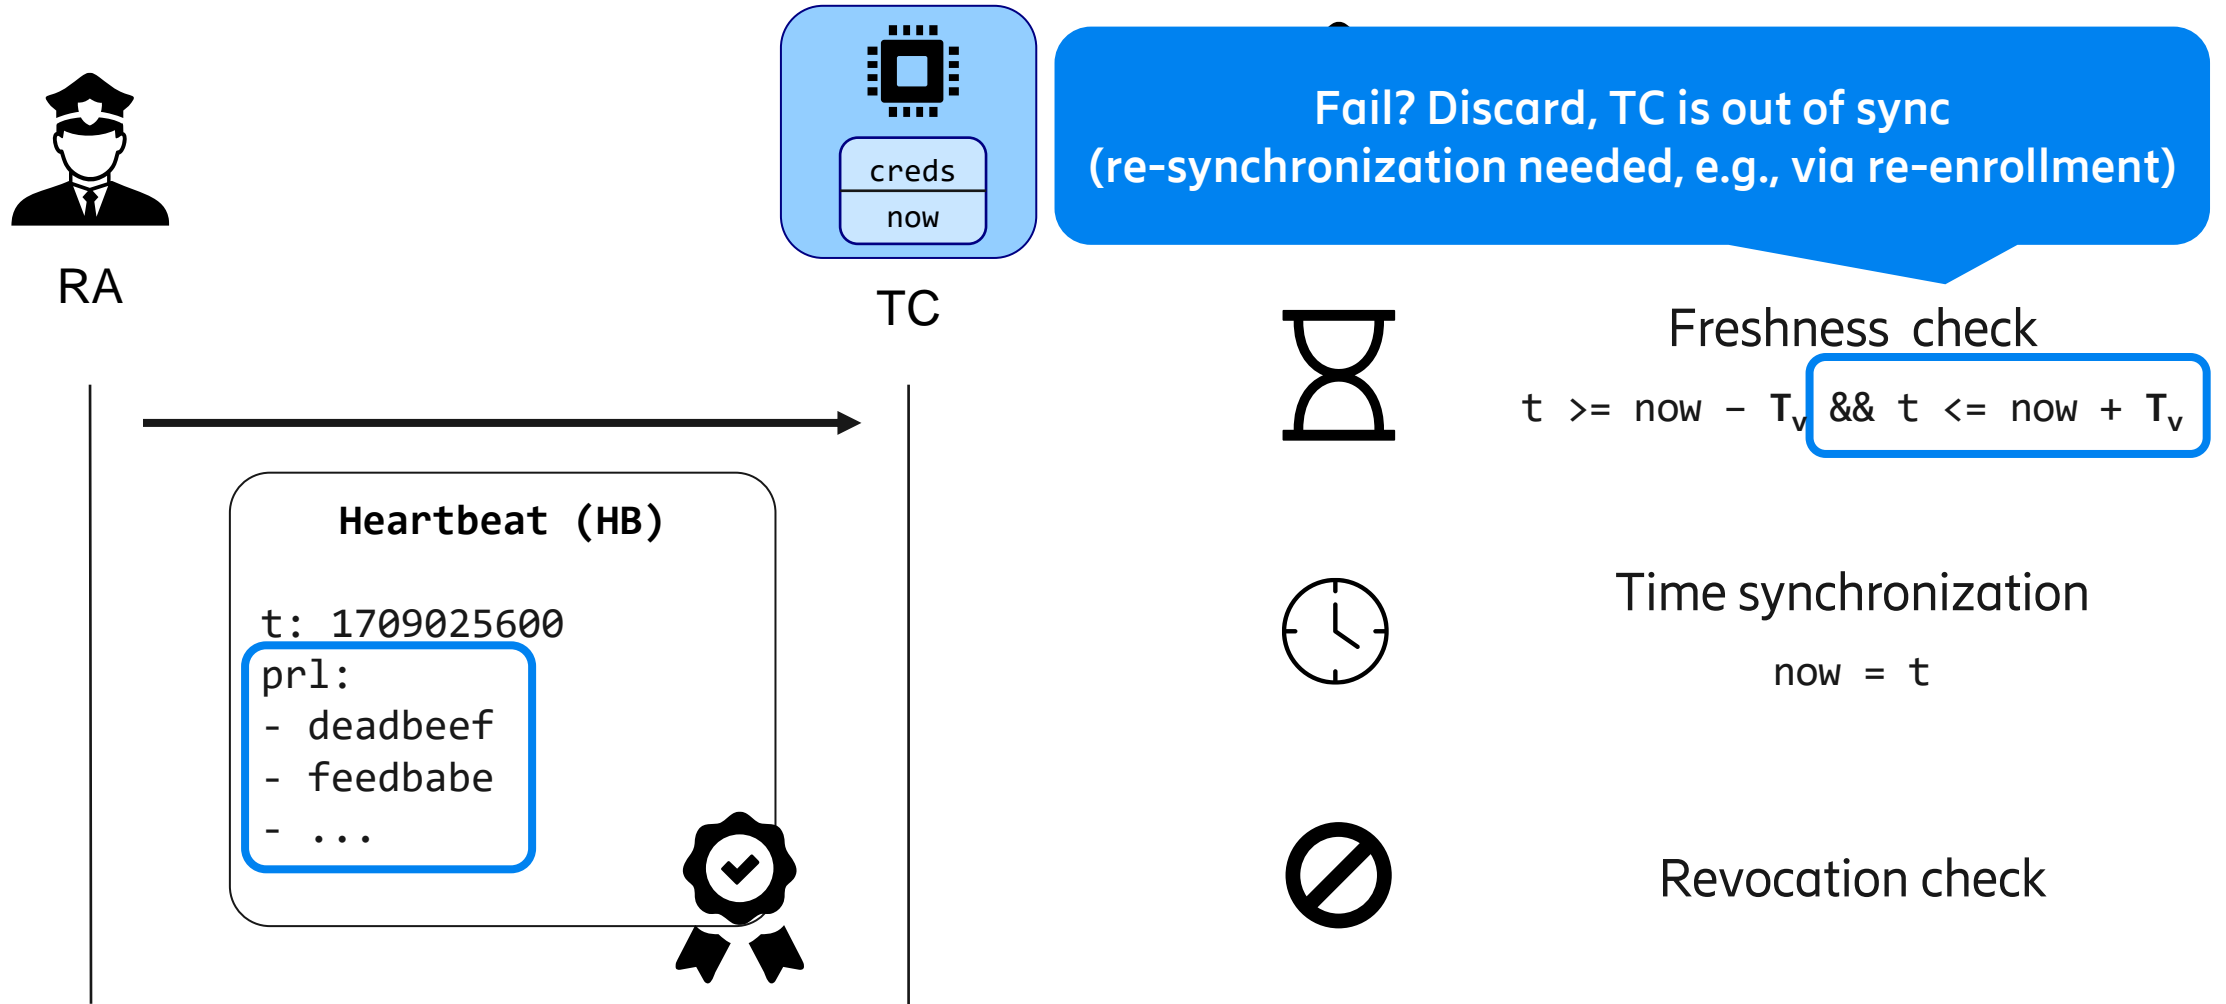 RA
creds
now
TC
Heartbeat (HB)
t: 1709025600
prl:
- deadbeef
- feedbabe
- ...
Fail? Discard, TC is out of sync
(re-synchronization needed, e.g., via re-enrollment)
Freshness check
t >= now – Tv && t <= now + Tv
Time synchronization
now = t
Revocation check